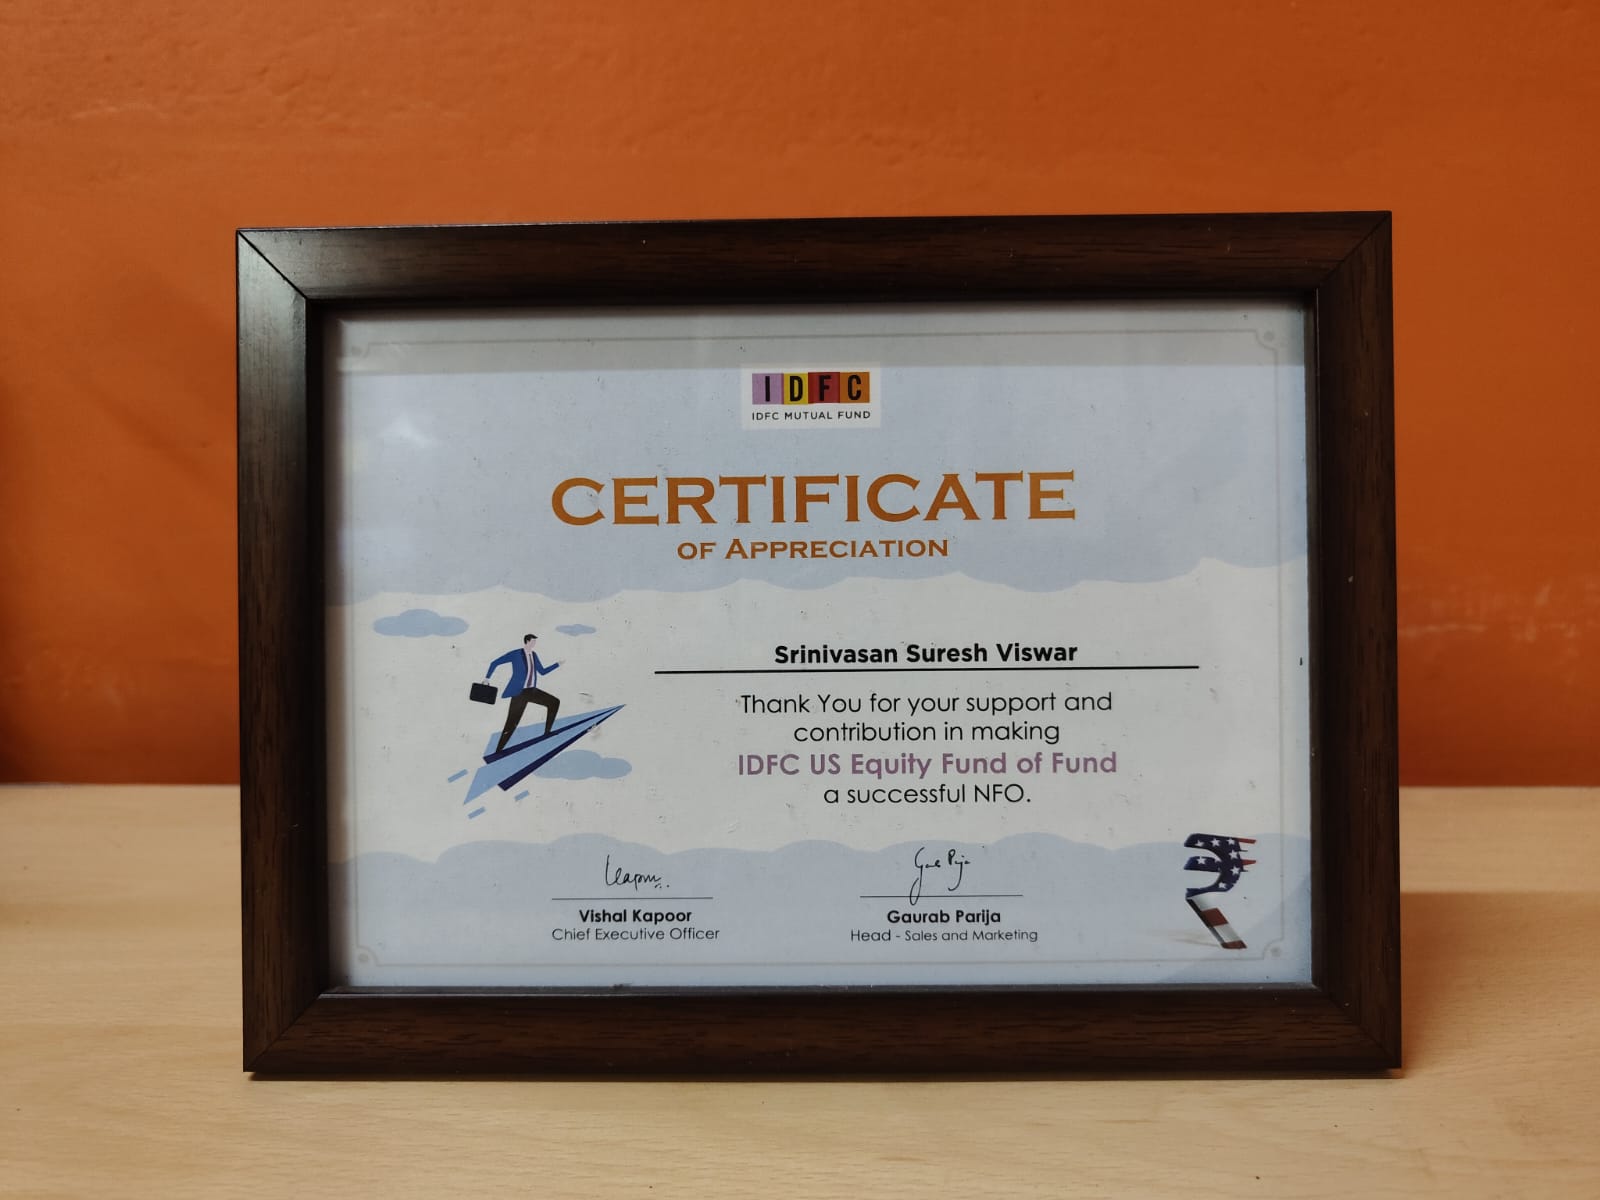 IDFC
IDFC MUTUAL FUND
CERTIFICATE
OF APPRECIATION
Srinivasan Suresh Viswar
Thank You for your support and
contribution in making
IDFC US Equity Fund of Fund
a successful NFO.
Vishal Kapoor
Chief Executive Officer
Gaurab Parija
Head - Sales and Marketing